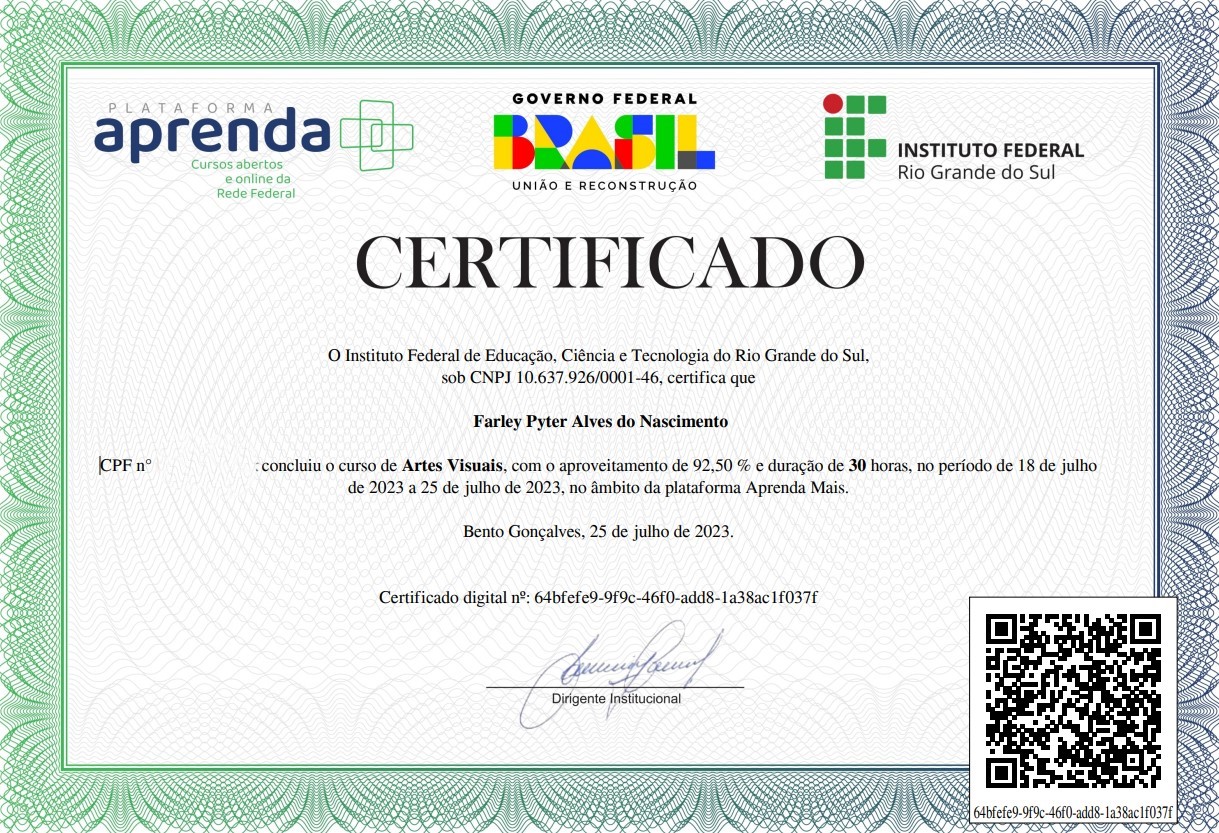 PLATAFORMA
aprenda
Cursos abertos
e online da
Rede Federal
GOVERNO FEDERAL
BRASIL
UNIÃO E RECONSTRUÇÃO
INSTITUTO FEDERAL
Rio Grande do Sul
CERTIFICADO
O Instituto Federal de Educação, Ciência e Tecnologia do Rio Grande do Sul,
sob CNPJ 10.637.926/0001-46, certifica que
Farley Pyter Alves do Nascimento
CPF n° concluiu o curso de Artes Visuais, com o aproveitamento de 92,50 % e duração de 30 horas, no período de 18 de julho
de 2023 a 25 de julho de 2023, no âmbito da plataforma Aprenda Mais.
Bento Gonçalves, 25 de julho de 2023.
Certificado digital nº: 64bfefe9-9f9c-46f0-add8-1a38ac1f037f
Dirigente Institucional
64bfefe9-9f9c-46f0-add8-1a38ac1f037f